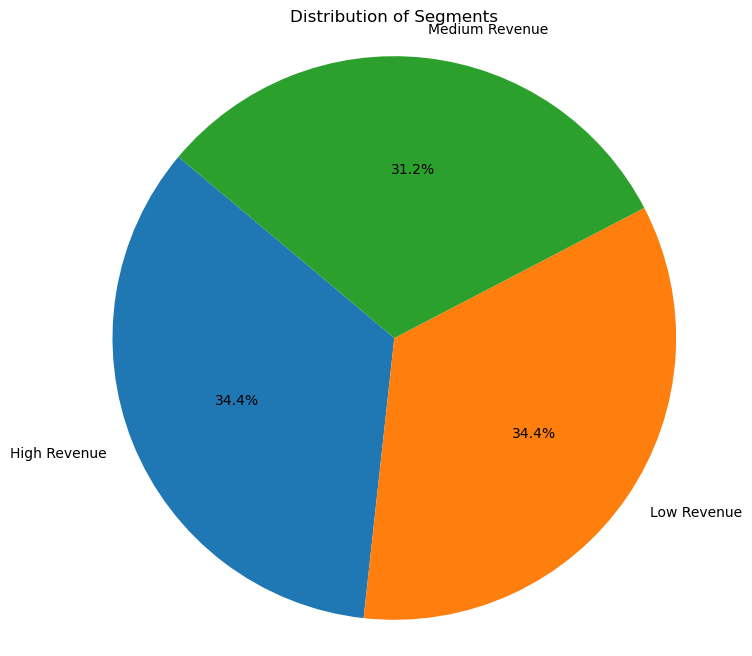 Distribution of Segments
Medium Revenue
31.2%
34.4%
34.4%
High Revenue
Low Revenue